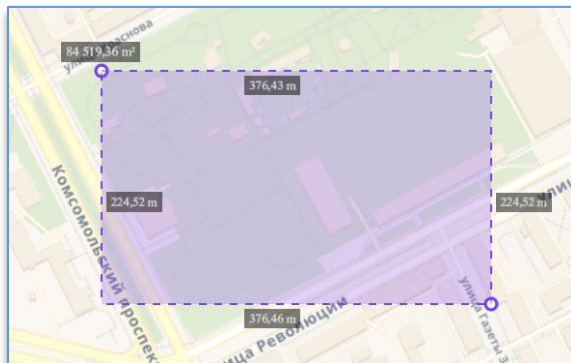 улица Краснова
84 519,36 m²
376,43 m
224,52 m
224,52 m
Комсомольский проспект
376,46 m
улица Революции
улица Газеты